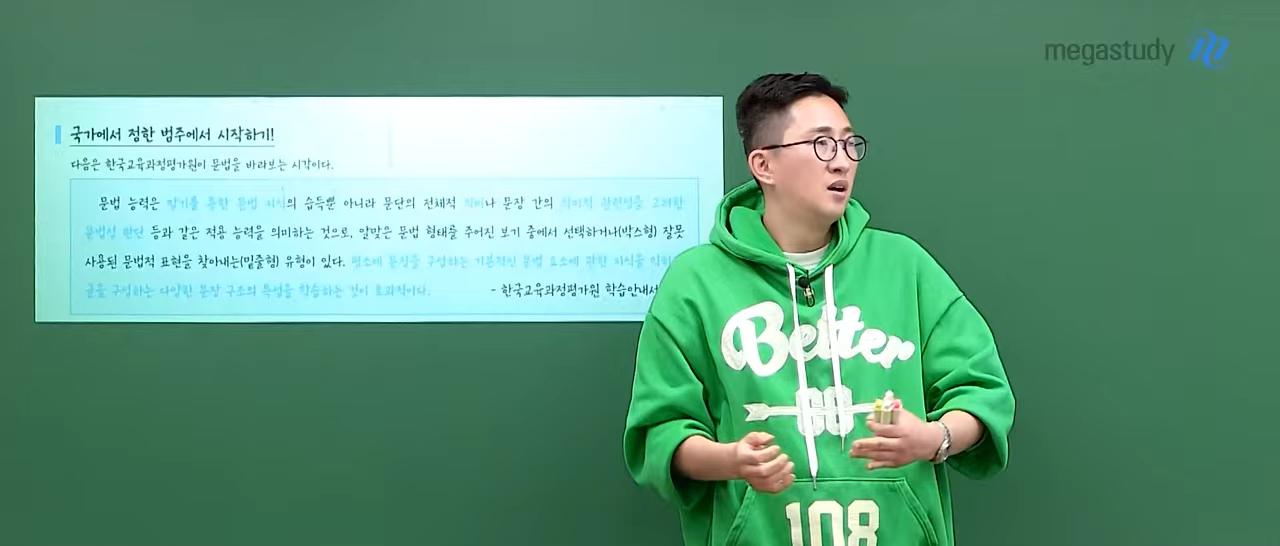 megastudy
국가에서 정한 범주에서 시작하기!
다음은 한국교육과정평가원이 문법을 바라보는 시각이다.
문법 능력은 암기를 통한 문법 지식의 습득뿐 아니라 문단의 전체적 의미나 문장 간의 의미적 관련성을 고려한
문법성 판단 등과 같은 적용 능력을 의미하는 것으로, 알맞은 문법 형태를 주어진 보기 중에서 선택하거나(박스형) 잘못
사용된 문법적 표현을 찾아내는(밑줄형) 유형이 있다. 평소에 문장을 구성하는 기본적인 문법 요소에 관한 지식을 익히
글을 구성하는 다양한 문장 구조의 특성을 학습하는 것이 효과적이다. - 한국교육과정평가원 학습안내서
Better
108